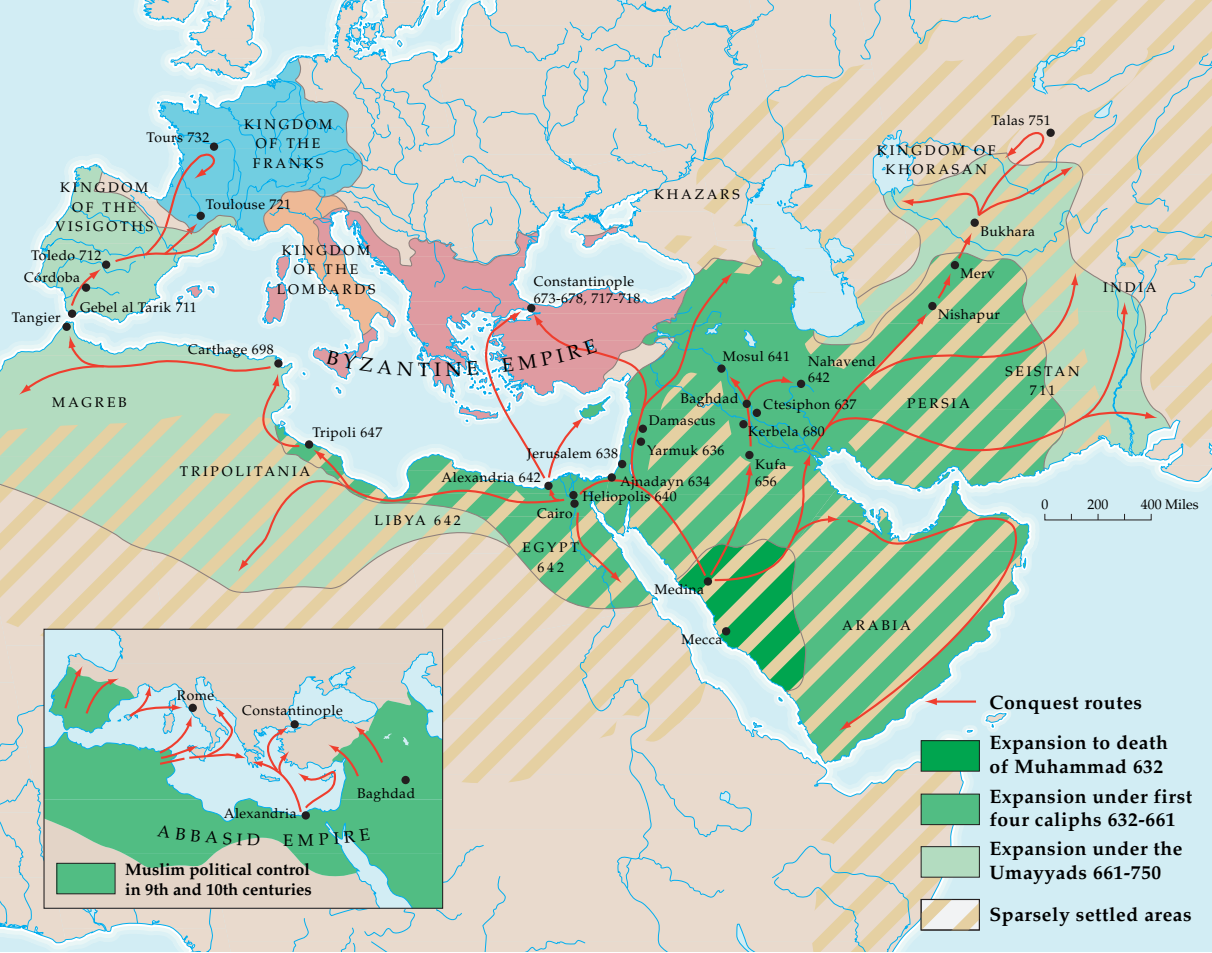 Talas 751
KINGDOM OF
KHORASAN
Tours 732
KINGDOM
OF THE
FRANKS
KINGDOM
OF THE
VISIGOTHS
KHAZARS
Toulouse 721
Bukhara
Toledo 712
KINGDOM
OF THE
LOMBARDS
Merv
Córdoba
Constantinople
673-678, 717-718
INDIA
Gebel al Tarik 711
Nishapur
Tangier
Carthage 698
BYZANTINE EMPIRE
Mosul 641
Nahavend
642
SEISTAN
711
MAGREB
Baghdad
Ctesiphon 637
PERSIA
Damascus
Kerbela 680
Tripoli 647
Yarmuk 636
Jerusalem 638
Kufa
656
TRIPOLITANIA
Alexandria 642
Ajnadayn 634
Heliopolis 640
0 200 400 Miles
Cairo
LIBYA 642
EGYPT
642
Medina
Mecca
ARABIA
Rome
Constantinople
Baghdad
Alexandria
ABBASID EMPIRE
Muslim political control
in 9th and 10th centuries
Conquest routes
Expansion to death
of Muhammad 632
Expansion under first
four caliphs 632-661
Expansion under the
Umayyads 661-750
Sparsely settled areas